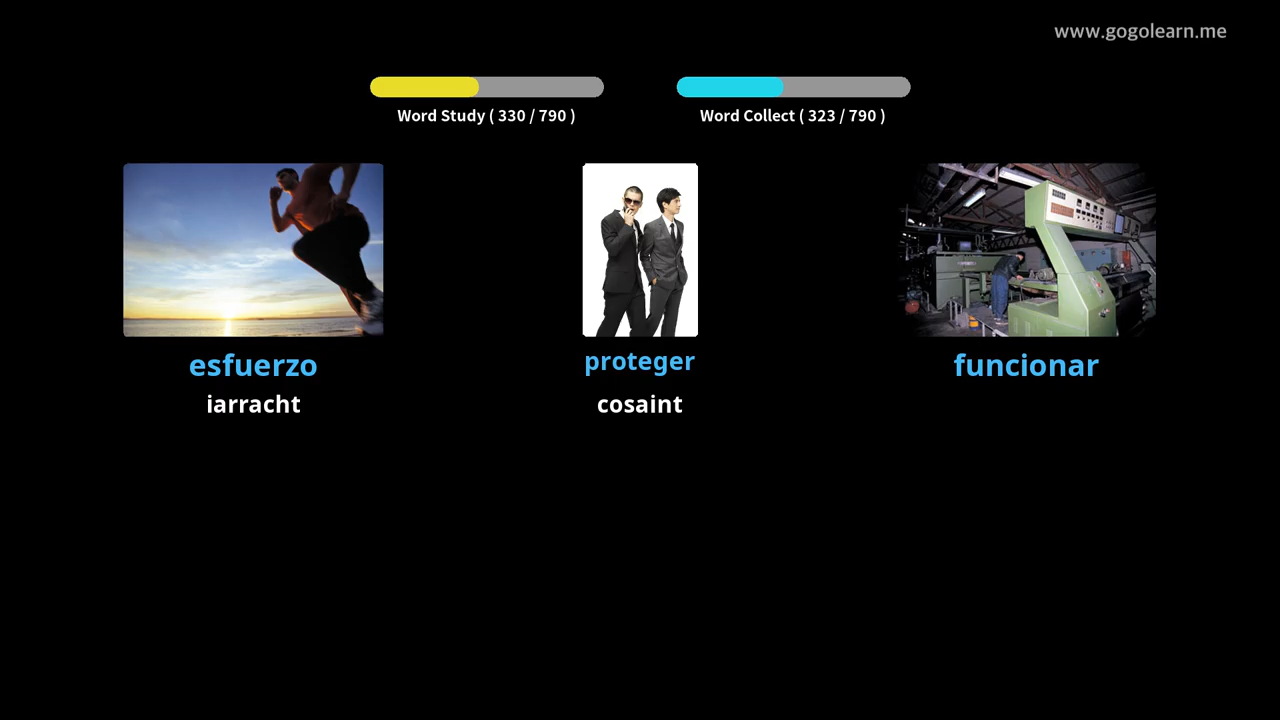 www.gogolearn.me
Word Study ( 330 / 790 )
Word Collect ( 323 / 790 )
esfuerzo
iarracht
proteger
cosaint
funcionar